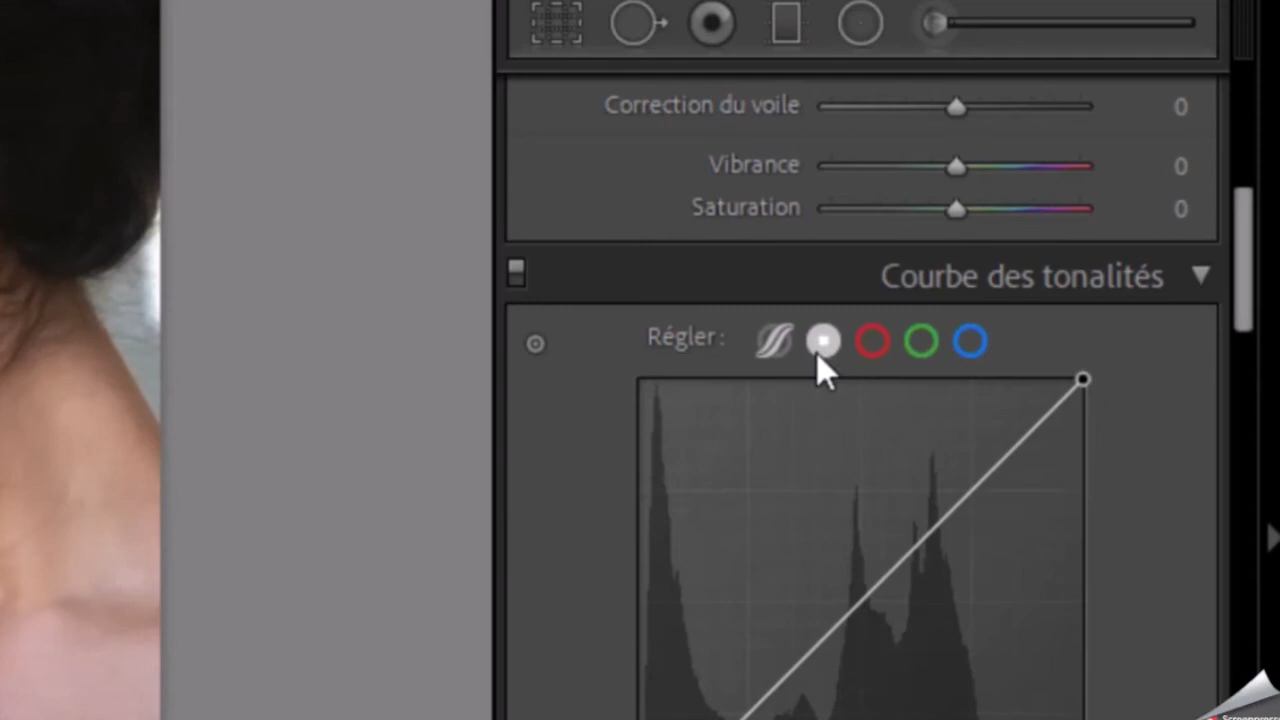 Correction du voile 0
Vibrance 0
Saturation 0
Courbe des tonalités
Régler :